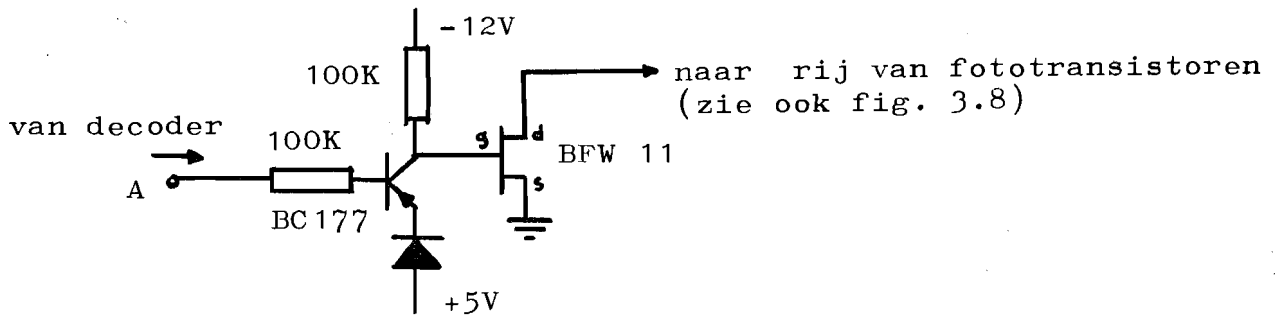 -12V
100K
naar rij van fototransistoren
(zie ook fig. 3.8)
van decoder
100K
g d
BFW 11
A
s
BC177
+5V